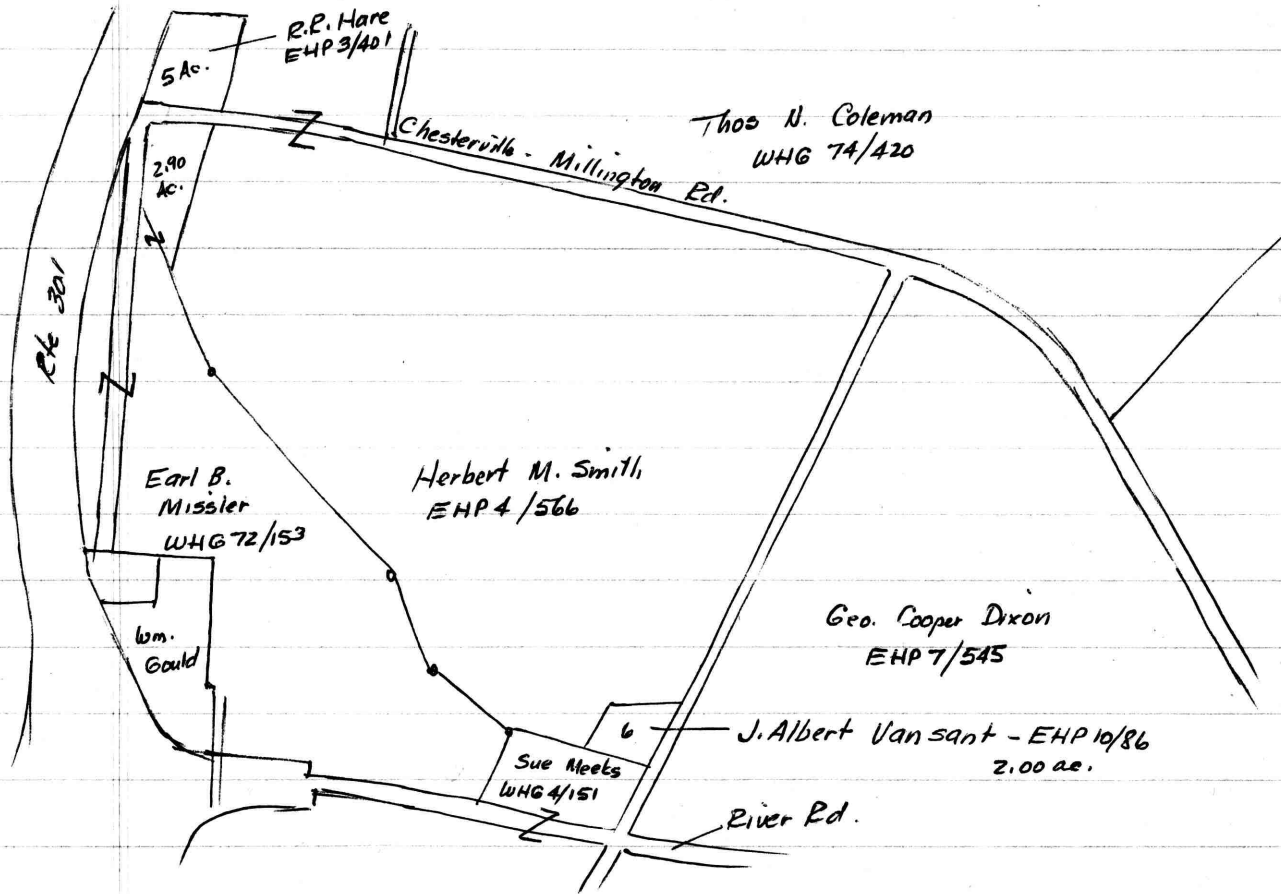 R.R. Hare
EHP 3/401
5 Ac.
Thos N. Coleman
WHG 74/420
Chesterville - Millington Rd.
2.90
Ac.
Rte 301
Earl B.
Missler
WHG 72/153
Herbert M. Smith
EHP 4/566
Wm.
Gould
Geo. Cooper Dixon
EHP 7/545
6
J. Albert Vansant - EHP 10/86
2.00 ac.
Sue Meeks
WHG 4/151
River Rd.